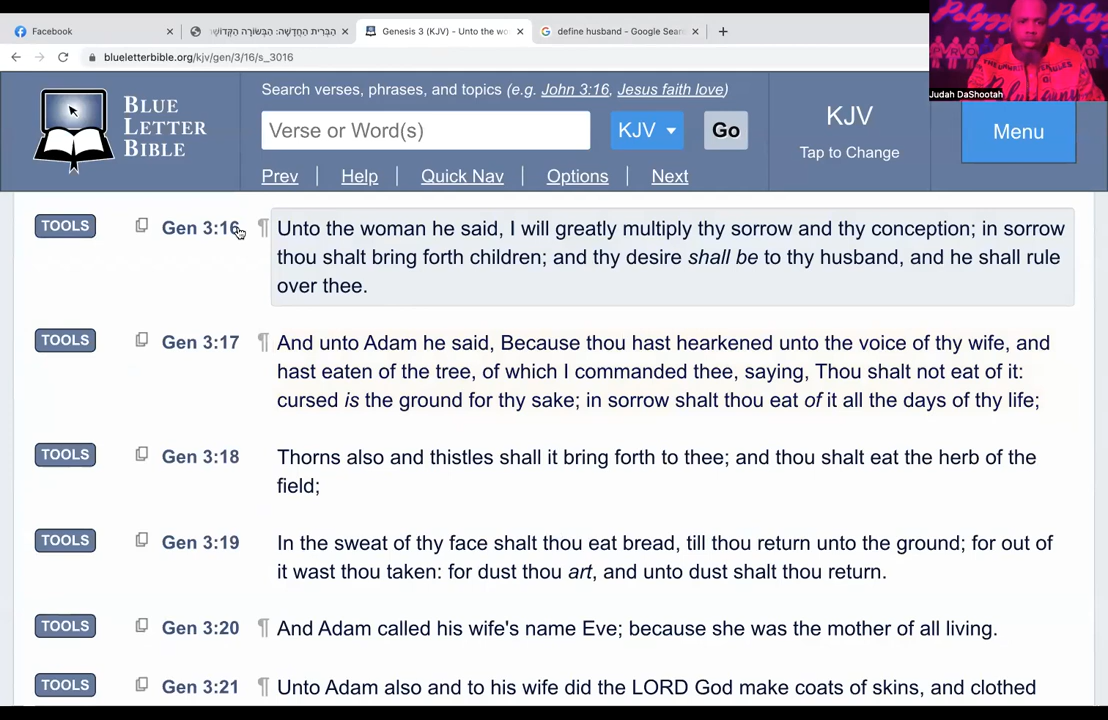 Facebook
הברית החדשה: הבשורה הקדושה
Genesis 3 (KJV) - Unto the wo
define husband - Google Sear
blueletterbible.org/kjv/gen/3/16/s_3016
Judah DaShootah
BLUE
LETTER
BIBLE
Search verses, phrases, and topics (e.g. John 3:16, Jesus faith love)
Verse or Word(s)
KJV
Go
KJV
Tap to Change
Menu
Prev | Help | Quick Nav | Options | Next
TOOLS Gen 3:16 ¶ Unto the woman he said, I will greatly multiply thy sorrow and thy conception; in sorrow
thou shalt bring forth children; and thy desire shall be to thy husband, and he shall rule
over thee.
TOOLS Gen 3:17 ¶ And unto Adam he said, Because thou hast hearkened unto the voice of thy wife, and
hast eaten of the tree, of which I commanded thee, saying, Thou shalt not eat of it:
cursed is the ground for thy sake; in sorrow shalt thou eat of it all the days of thy life;
TOOLS Gen 3:18 Thorns also and thistles shall it bring forth to thee; and thou shalt eat the herb of the
field;
TOOLS Gen 3:19 In the sweat of thy face shalt thou eat bread, till thou return unto the ground; for out of
it wast thou taken: for dust thou art, and unto dust shalt thou return.
TOOLS Gen 3:20 ¶ And Adam called his wife's name Eve; because she was the mother of all living.
TOOLS Gen 3:21 ¶ Unto Adam also and to his wife did the LORD God make coats of skins, and clothed